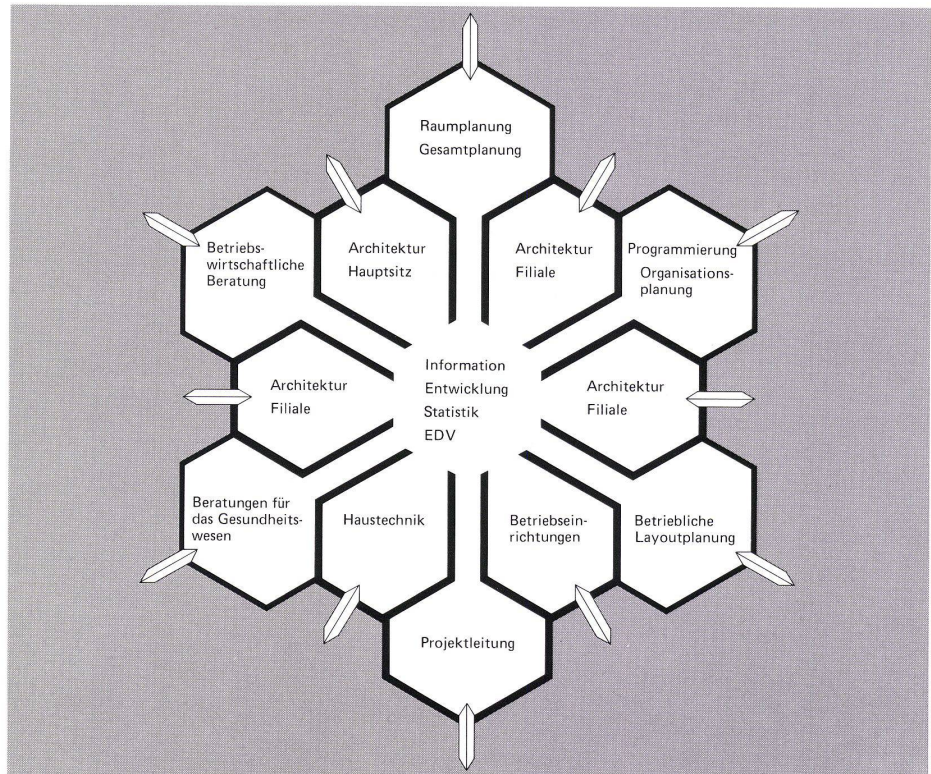 Raumplanung
Gesamtplanung
Architektur
Hauptsitz
Architektur
Filiale
Betriebs-
wirtschaftliche
Beratung
Programmierung
Organisations-
planung
Architektur
Filiale
Information
Entwicklung
Statistik
EDV
Architektur
Filiale
Beratungen für
das Gesundheits-
wesen
Haustechnik
Betriebsein-
richtungen
Betriebliche
Layoutplanung
Projektleitung